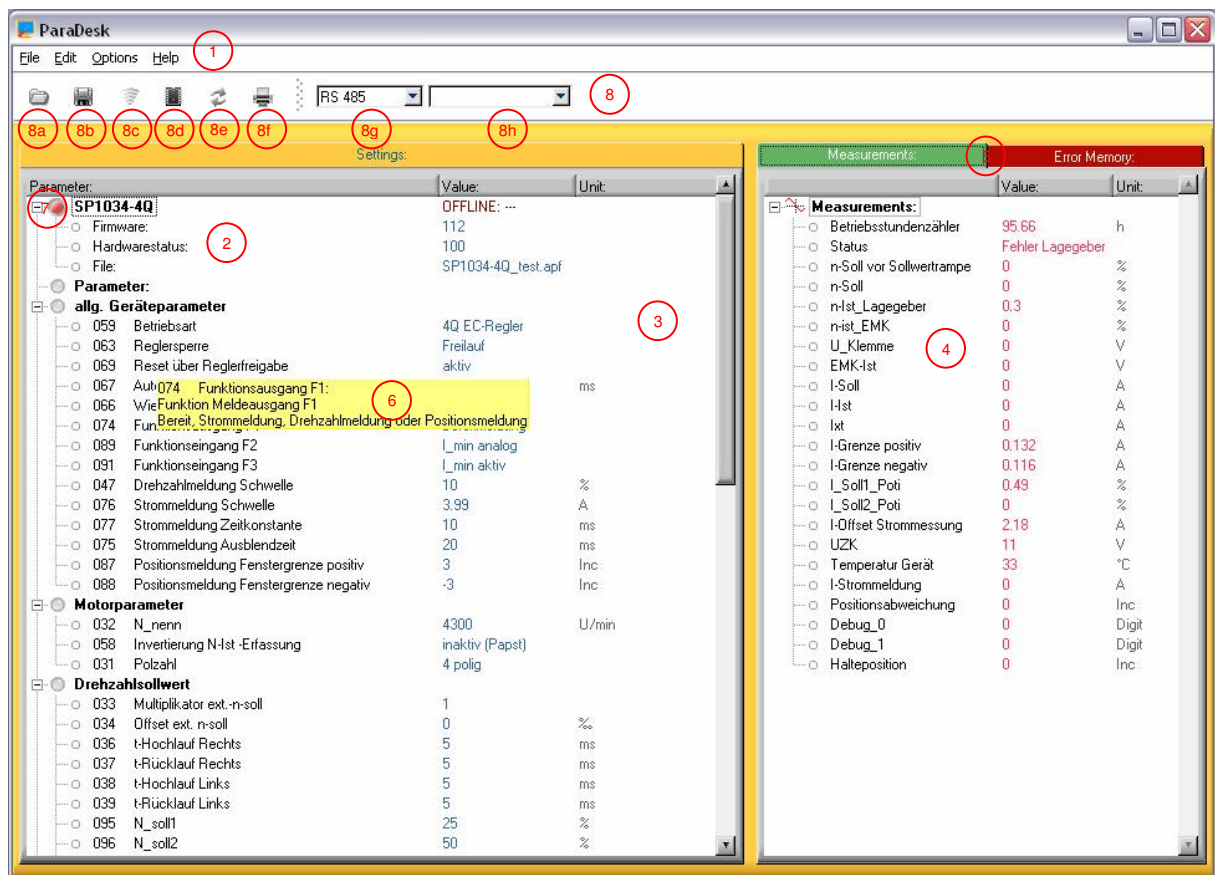 ParaDesk
File Edit Options Help 1
RS 485 8
8a 8b 8c 8d 8e 8f 8g 8h
Settings:
Parameter: Value: Unit:
7 SP1034-4Q OFFLINE: ---
Firmware: 112
2
Hardwarestatus: 100
File: SP1034-4Q_test.apf
Parameter:
allg. Geräteparameter
3
059 Betriebsart 4Q EC-Regler
063 Reglersperre Freilauf
069 Reset über Reglerfreigabe aktiv
067 Aut ms
066 Wie
074 Funktionsausgang F1:
Funktion Meldeausgang F1 6
Bereit, Strommeldung, Drehzahlmeldung oder Positionsmeldung
074
089 Funktionseingang F2 I_min analog
091 Funktionseingang F3 I_min aktiv
047 Drehzahlmeldung Schwelle 10 %
076 Strommeldung Schwelle 3.99 A
077 Strommeldung Zeitkonstante 10 ms
075 Strommeldung Ausblendzeit 20 ms
087 Positionsmeldung Fenstergrenze positiv 3 Inc
088 Positionsmeldung Fenstergrenze negativ -3 Inc
Motorparameter
032 N_nenn 4300 U/min
058 Invertierung N-Ist -Erfassung inaktiv (Papst)
031 Polzahl 4 polig
Drehzahlsollwert
033 Multiplikator ext.-n-soll 1
034 Offset ext. n-soll 0 ‰
036 t-Hochlauf Rechts 5 ms
037 t-Rücklauf Rechts 5 ms
038 t-Hochlauf Links 5 ms
039 t-Rücklauf Links 5 ms
095 N_soll1 25 %
096 N_soll2 50 %
Measurements: Error Memory:
Value: Unit:
Measurements:
Betriebsstundenzähler 95.66 h
Status Fehler Lagegeber
n-Soll vor Sollwertrampe 0 %
n-Soll 0 %
n-Ist_Lagegeber 0.3 %
n-ist_EMK 0 %
U_Klemme 0 V
4
EMK-Ist 0 V
I-Soll 0 A
I-Ist 0 A
Ixt 0 A
I-Grenze positiv 0.132 A
I-Grenze negativ 0.116 A
I_Soll1_Poti 0.49 %
I_Soll2_Poti 0 %
I-Offset Strommessung 2.18 A
UZK 11 V
Temperatur Gerät 33 °C
I-Strommeldung 0 A
Positionsabweichung 0 Inc
Debug_0 0 Digit
Debug_1 0 Digit
Halteposition 0 Inc